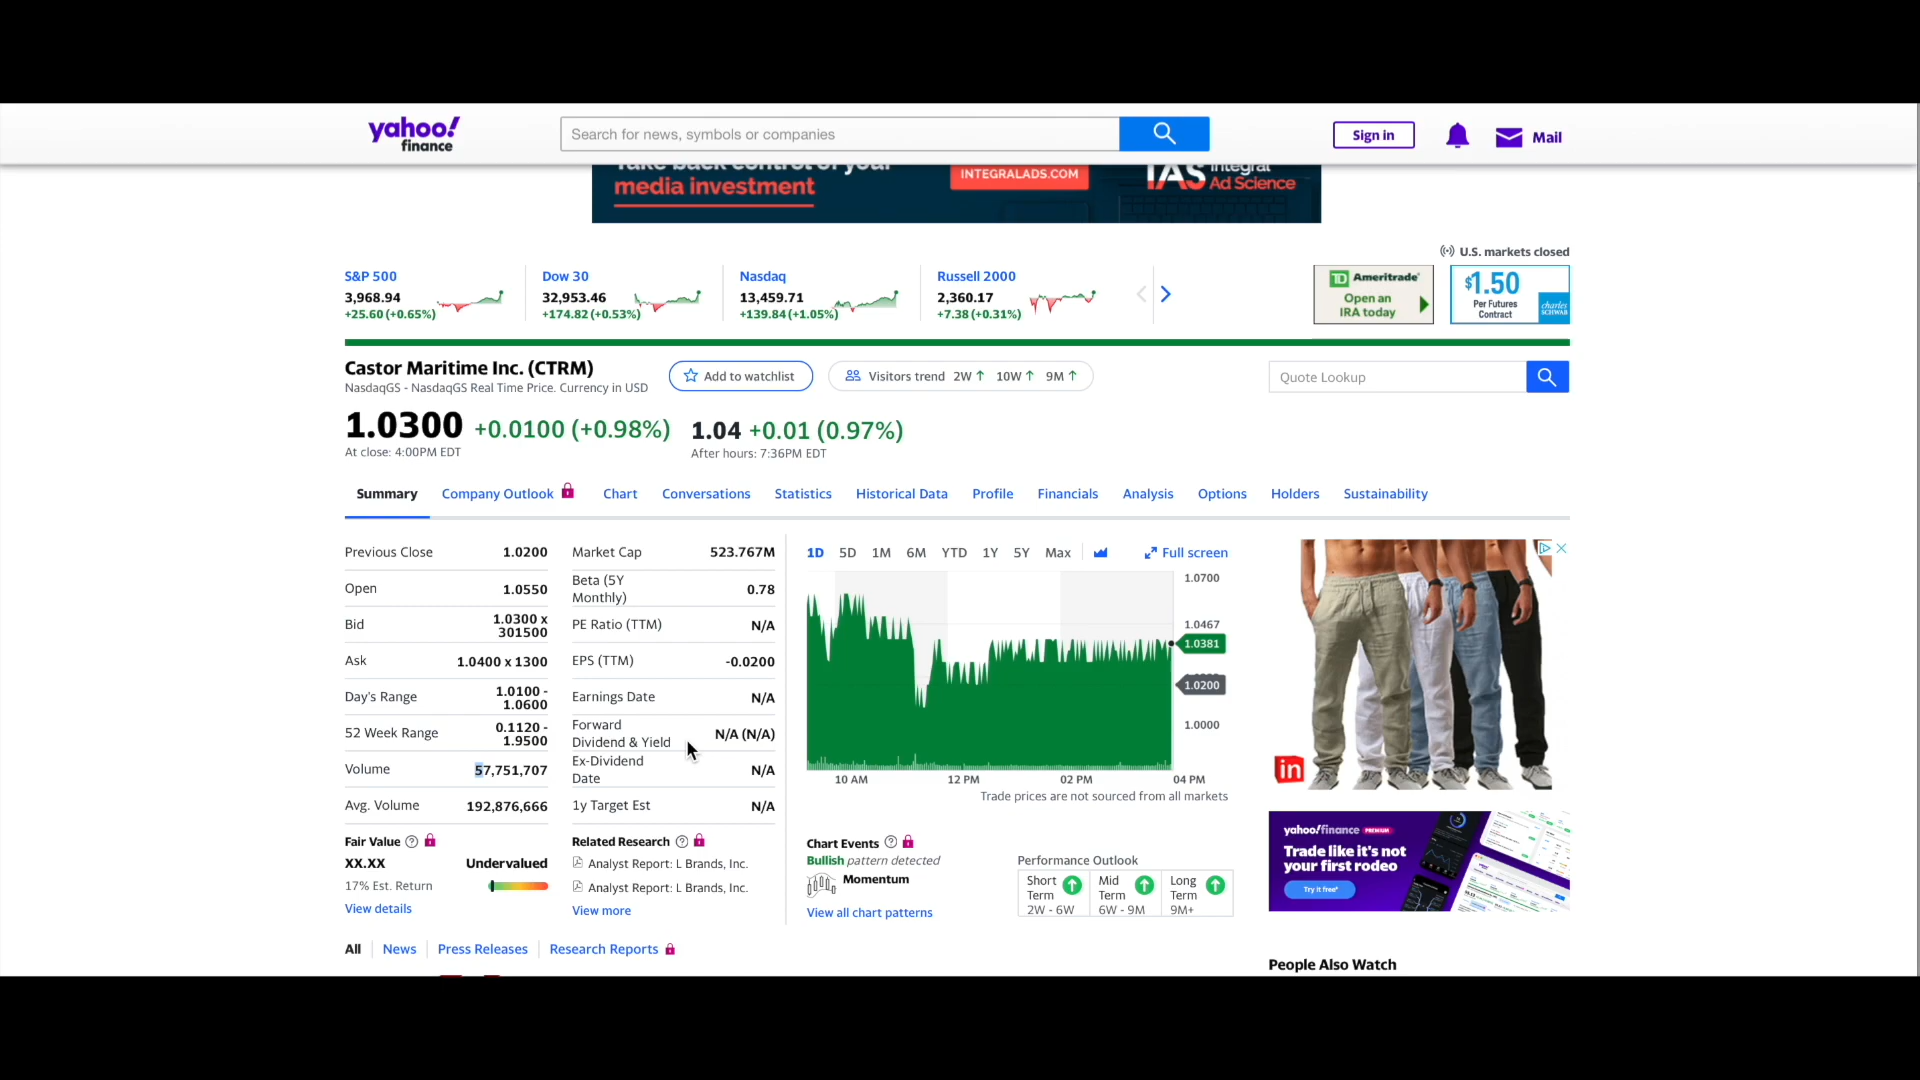 yahoo!
finance
Search for news, symbols or companies
Sign in
Mail
Take back control of your
media investment
INTEGRALADS.COM
IAS Integral
Ad Science
U.S. markets closed
S&P 500
3,968.94
+25.60 (+0.65%)
Dow 30
32,953.46
+174.82 (+0.53%)
Nasdaq
13,459.71
+139.84 (+1.05%)
Russell 2000
2,360.17
+7.38 (+0.31%)
TD Ameritrade
Open an
IRA today
$1.50
Per Futures
Contract
charles
SCHWAB
Castor Maritime Inc. (CTRM)
NasdaqGS - NasdaqGS Real Time Price. Currency in USD
Add to watchlist
Visitors trend 2W 10W 9M
Quote Lookup
1.0300 +0.0100 (+0.98%)
At close: 4:00PM EDT
1.04 +0.01 (0.97%)
After hours: 7:36PM EDT
Summary Company Outlook Chart Conversations Statistics Historical Data Profile Financials Analysis Options Holders Sustainability
Previous Close 1.0200
Open 1.0550
Bid 1.0300 x
301500
Ask 1.0400 x 1300
Day's Range 1.0100 -
1.0600
52 Week Range 0.1120 -
1.9500
Volume 57,751,707
Avg. Volume 192,876,666
Market Cap 523.767M
Beta (5Y
Monthly) 0.78
PE Ratio (TTM) N/A
EPS (TTM) -0.0200
Earnings Date N/A
Forward
Dividend & Yield N/A (N/A)
Ex-Dividend
Date N/A
1y Target Est N/A
1D 5D 1M 6M YTD 1Y 5Y Max Full screen
1.0700
1.0467
1.0381
1.0200
1.0000
10 AM 12 PM 02 PM 04 PM
Trade prices are not sourced from all markets
Fair Value
XX.XX Undervalued
17% Est. Return
View details
Related Research
Analyst Report: L Brands, Inc.
Analyst Report: L Brands, Inc.
View more
Chart Events
Bullish pattern detected
Momentum
View all chart patterns
Performance Outlook
Short
Term
2W - 6W
Mid
Term
6W - 9M
Long
Term
9M+
in
yahoo!finance PREMIUM
Trade like it's not
your first rodeo
Try it free*
All News Press Releases Research Reports
People Also Watch